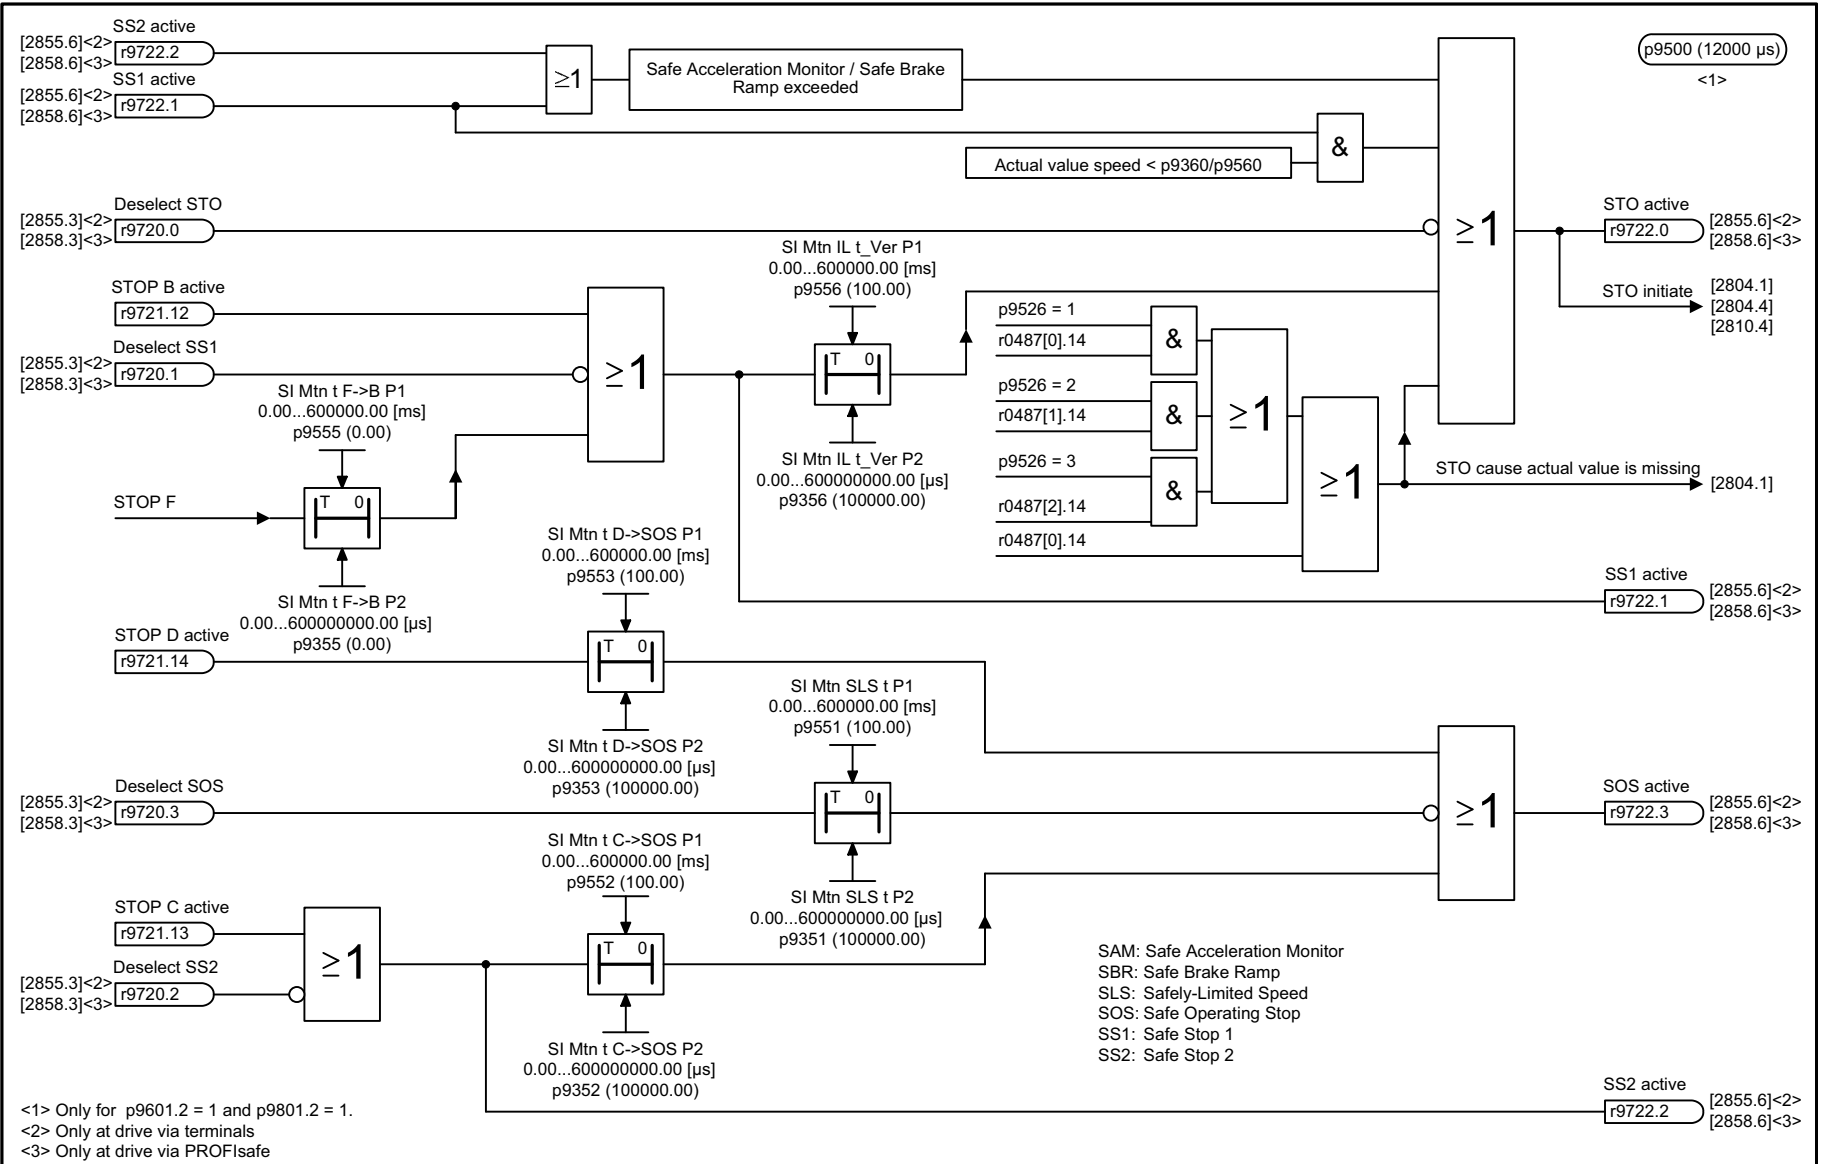 SS2 active
[2855.6]<2>
[2858.6]<3>
r9722.2
SS1 active
[2855.6]<2>
[2858.6]<3>
r9722.1
≥1
Safe Acceleration Monitor / Safe Brake
Ramp exceeded
p9500 (12000 µs)
<1>
&
Actual value speed < p9360/p9560
Deselect STO
[2855.3]<2>
[2858.3]<3>
r9720.0
≥1
STO active
r9722.0
[2855.6]<2>
[2858.6]<3>
STO initiate
[2804.1]
[2804.4]
[2810.4]
STOP B active
r9721.12
Deselect SS1
[2855.3]<2>
[2858.3]<3>
r9720.1
≥1
SI Mtn IL t_Ver P1
0.00...600000.00 [ms]
p9556 (100.00)
T 0
SI Mtn IL t_Ver P2
0.00...600000000.00 [µs]
p9356 (100000.00)
p9526 = 1
r0487[0].14
&
p9526 = 2
r0487[1].14
&
p9526 = 3
r0487[2].14
&
r0487[0].14
≥1
≥1
STO cause actual value is missing
[2804.1]
SI Mtn t F->B P1
0.00...600000.00 [ms]
p9555 (0.00)
STOP F
T 0
SI Mtn t F->B P2
0.00...600000000.00 [µs]
p9355 (0.00)
SS1 active
r9722.1
[2855.6]<2>
[2858.6]<3>
SI Mtn t D->SOS P1
0.00...600000.00 [ms]
p9553 (100.00)
STOP D active
r9721.14
T 0
SI Mtn t D->SOS P2
0.00...600000000.00 [µs]
p9353 (100000.00)
SI Mtn SLS t P1
0.00...600000.00 [ms]
p9551 (100.00)
Deselect SOS
[2855.3]<2>
[2858.3]<3>
r9720.3
T 0
SI Mtn SLS t P2
0.00...600000000.00 [µs]
p9351 (100000.00)
≥1
SOS active
r9722.3
[2855.6]<2>
[2858.6]<3>
SI Mtn t C->SOS P1
0.00...600000.00 [ms]
p9552 (100.00)
STOP C active
r9721.13
Deselect SS2
[2855.3]<2>
[2858.3]<3>
r9720.2
≥1
T 0
SI Mtn t C->SOS P2
0.00...600000000.00 [µs]
p9352 (100000.00)
SAM: Safe Acceleration Monitor
SBR: Safe Brake Ramp
SLS: Safely-Limited Speed
SOS: Safe Operating Stop
SS1: Safe Stop 1
SS2: Safe Stop 2
SS2 active
r9722.2
[2855.6]<2>
[2858.6]<3>
<1> Only for p9601.2 = 1 and p9801.2 = 1.
<2> Only at drive via terminals
<3> Only at drive via PROFIsafe